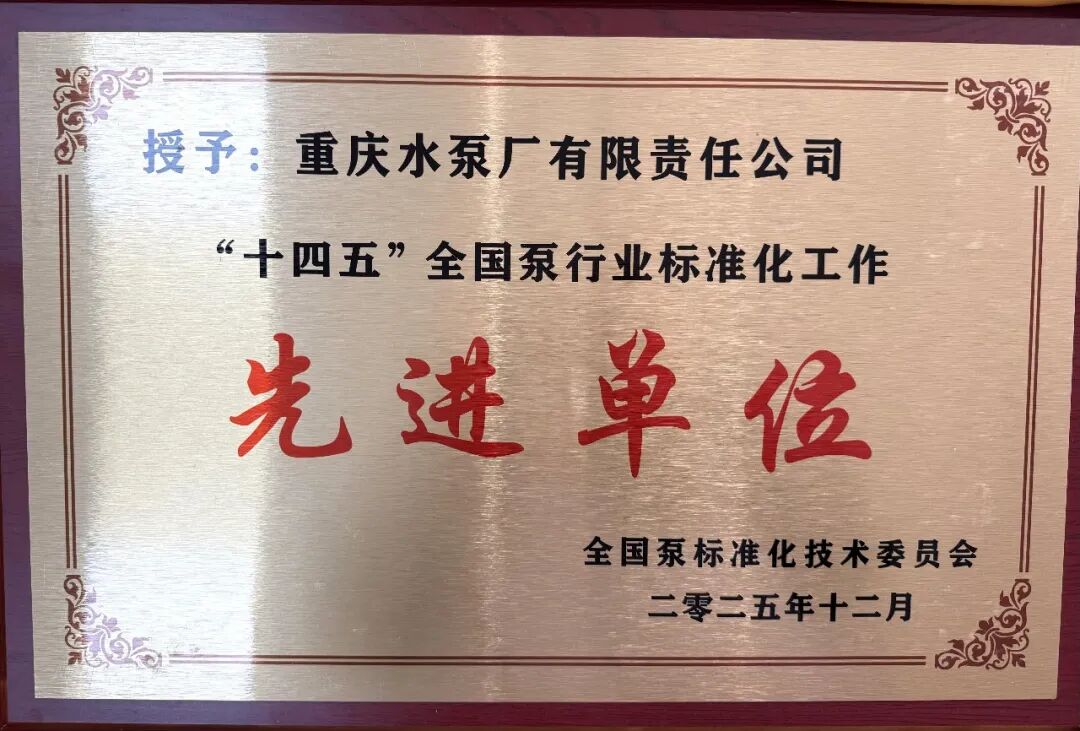 授予：重庆水泵厂有限责任公司
“十四五”全国泵行业标准化工作
先进单位
全国泵标准化技术委员会
二零二五年十二月